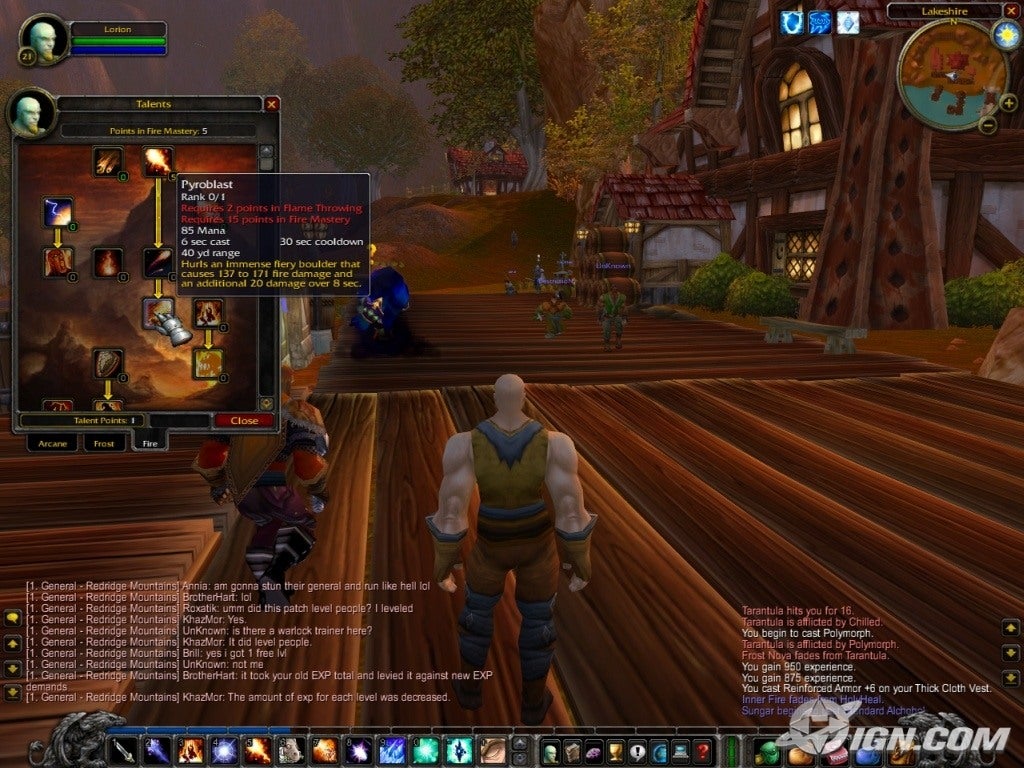 Lorion
21
Lakeshire
N
Talents
Points in Fire Mastery: 5
Pyroblast
Rank 0/1
Requires 2 points in Flame Throwing
Requires 15 points in Fire Mastery
85 Mana
6 sec cast 30 sec cooldown
40 yd range
Hurls an immense fiery boulder that
causes 137 to 171 fire damage and
an additional 20 damage over 8 sec.
UnKnown
Talent Points: 1
Close
Arcane Frost Fire
[1. General - Redridge Mountains] Annia: am gonna stun their general and run like hell lol
[1. General - Redridge Mountains] BrotherHart: lol
[1. General - Redridge Mountains] Roxatik: umm did this patch level people? I leveled
[1. General - Redridge Mountains] KhazMor: Yes.
[1. General - Redridge Mountains] UnKnown: is there a warlock trainer here?
[1. General - Redridge Mountains] KhazMor: It did level people.
[1. General - Redridge Mountains] Brill: yes i got 1 free lvl
[1. General - Redridge Mountains] UnKnown: not me
[1. General - Redridge Mountains] BrotherHart: it took your old EXP total and levied it against new EXP
demands
[1. General - Redridge Mountains] KhazMor: The amount of exp for each level was decreased.
Tarantula hits you for 16.
Tarantula is afflicted by Chilled.
You begin to cast Polymorph.
Tarantula is afflicted by Polymorph.
Frost Nova fades from Tarantula.
You gain 950 experience.
You gain 875 experience.
You cast Reinforced Armor +6 on your Thick Cloth Vest.
Inner Fire fades from HolyHeal.
Sungar
IGN.COM